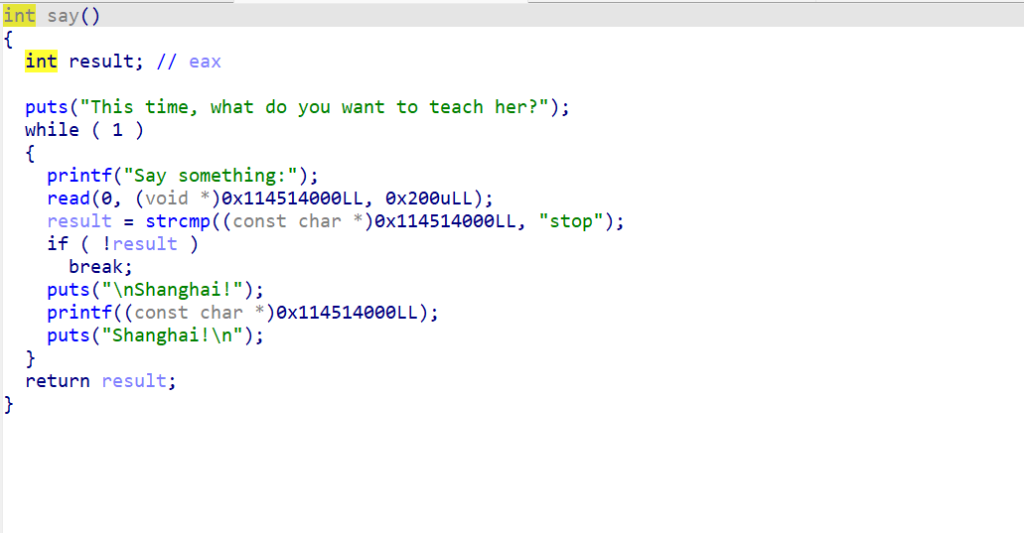 int say()
{
  int result; // eax
  puts("This time, what do you want to teach her?");
  while ( 1 )
  {
    printf("Say something:");
    read(0, (void *)0x114514000LL, 0x200uLL);
    result = strcmp((const char *)0x114514000LL, "stop");
    if ( !result )
      break;
    puts("\nShanghai!");
    printf((const char *)0x114514000LL);
    puts("Shanghai!\n");
  }
  return result;
}